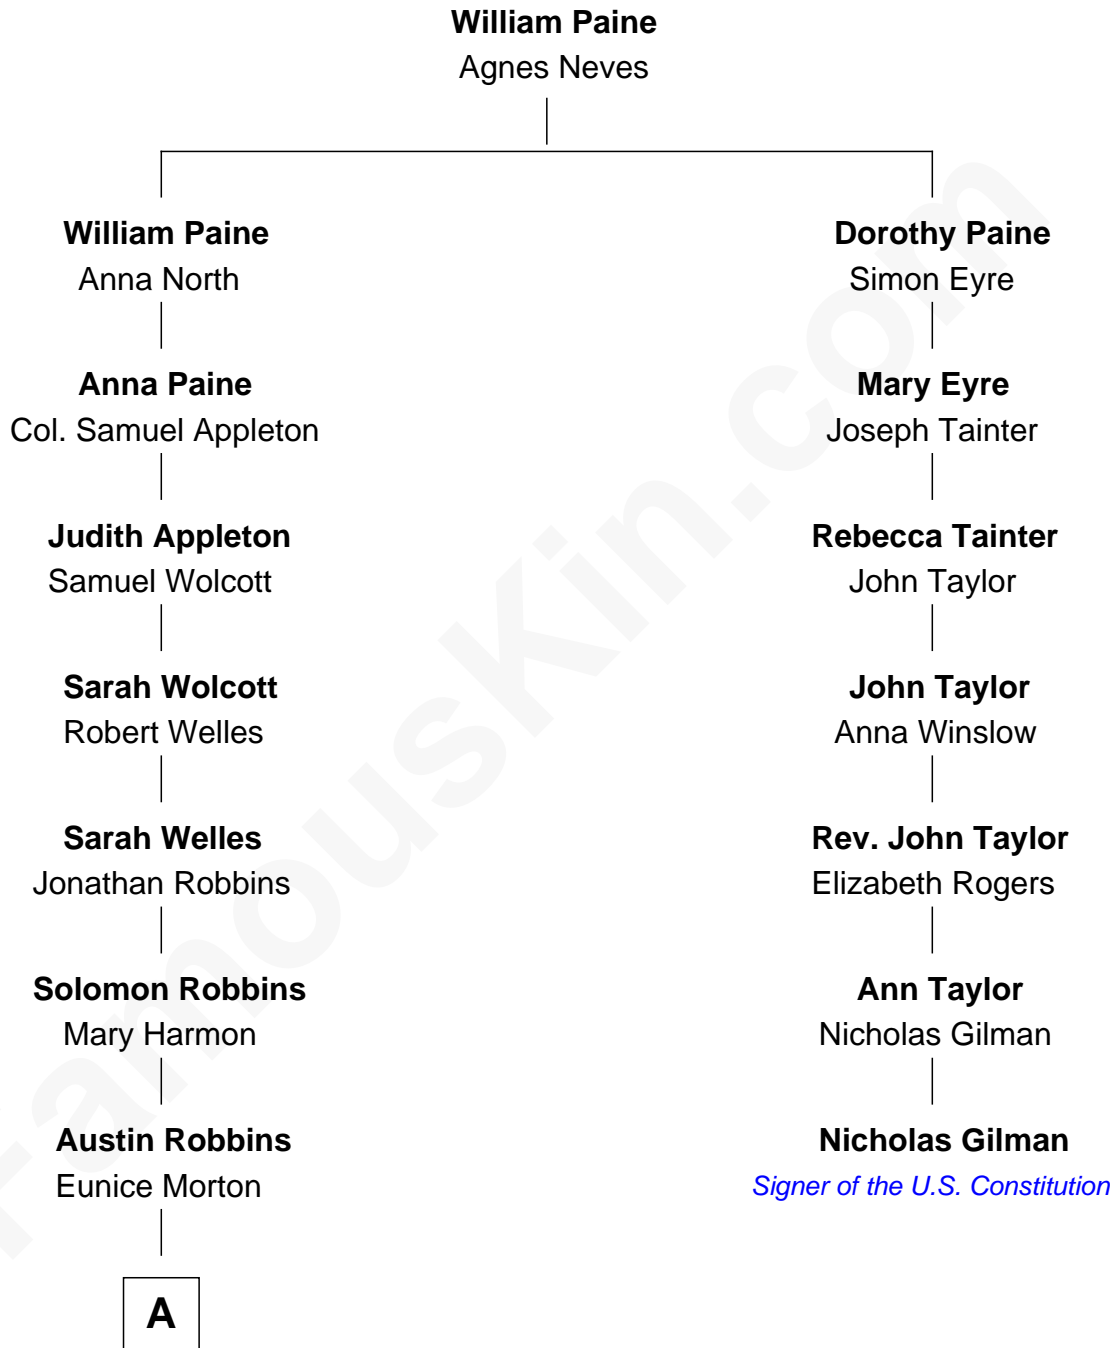 William Paine
Agnes Neves
William Paine
Anna North
Dorothy Paine
Simon Eyre
Anna Paine
Col. Samuel Appleton
Mary Eyre
Joseph Tainter
Judith Appleton
Samuel Wolcott
Rebecca Tainter
John Taylor
Sarah Wolcott
Robert Welles
John Taylor
Anna Winslow
Sarah Welles
Jonathan Robbins
Rev. John Taylor
Elizabeth Rogers
Solomon Robbins
Mary Harmon
Ann Taylor
Nicholas Gilman
Austin Robbins
Eunice Morton
Nicholas Gilman
Signer of the U.S. Constitution
A
FamousKin.com